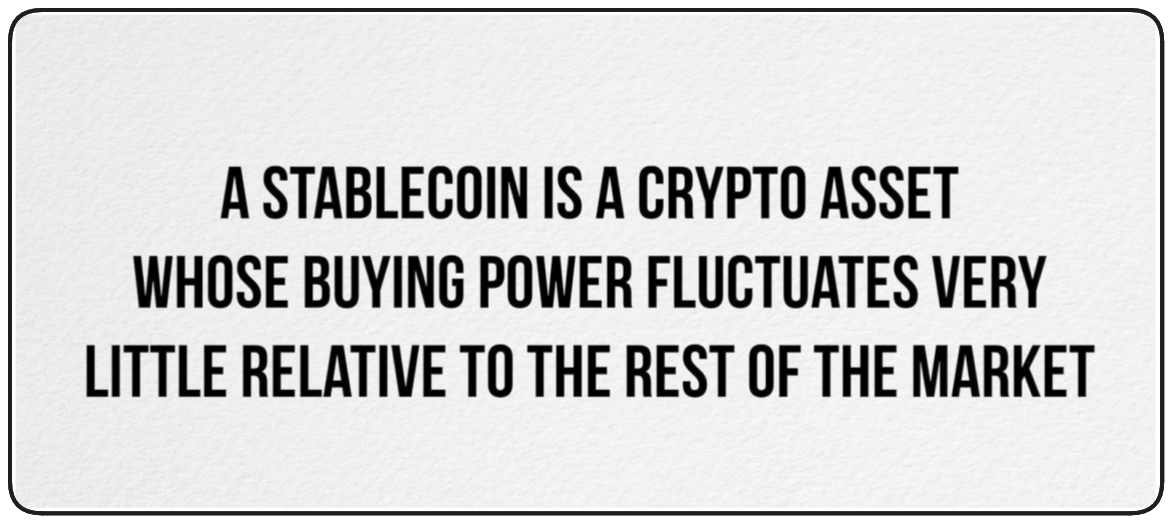 A STABLECOIN IS A CRYPTO ASSET
WHOSE BUYING POWER FLUCTUATES VERY
LITTLE RELATIVE TO THE REST OF THE MARKET